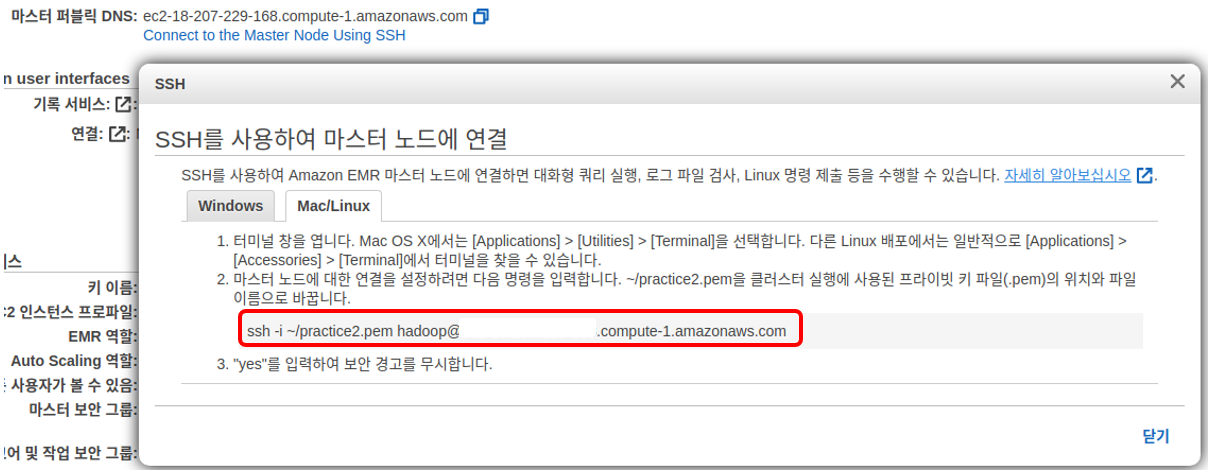 마스터 퍼블릭 DNS: ec2-18-207-229-168.compute-1.amazonaws.com
Connect to the Master Node Using SSH
n user interfaces
기록 서비스:
연결:
키 이름:
인스턴스 프로파일:
EMR 역할:
Auto Scaling 역할:
사용자가 볼 수 있음:
마스터 보안 그룹:
및 작업 보안 그룹:
SSH
SSH를 사용하여 마스터 노드에 연결
SSH를 사용하여 Amazon EMR 마스터 노드에 연결하면 대화형 쿼리 실행, 로그 파일 검사, Linux 명령 제출 등을 수행할 수 있습니다. 자세히 알아보십시오.
Windows
Mac/Linux
1. 터미널 창을 엽니다. Mac OS X에서는 [Applications] > [Utilities] > [Terminal]을 선택합니다. 다른 Linux 배포에서는 일반적으로 [Applications] >
[Accessories] > [Terminal]에서 터미널을 찾을 수 있습니다.
2. 마스터 노드에 대한 연결을 설정하려면 다음 명령을 입력합니다. ~/practice2.pem을 클러스터 실행에 사용된 프라이빗 키 파일(.pem)의 위치와 파일
이름으로 바꿉니다.
ssh -i ~/practice2.pem hadoop@ .compute-1.amazonaws.com
3. "yes"를 입력하여 보안 경고를 무시합니다.
닫기